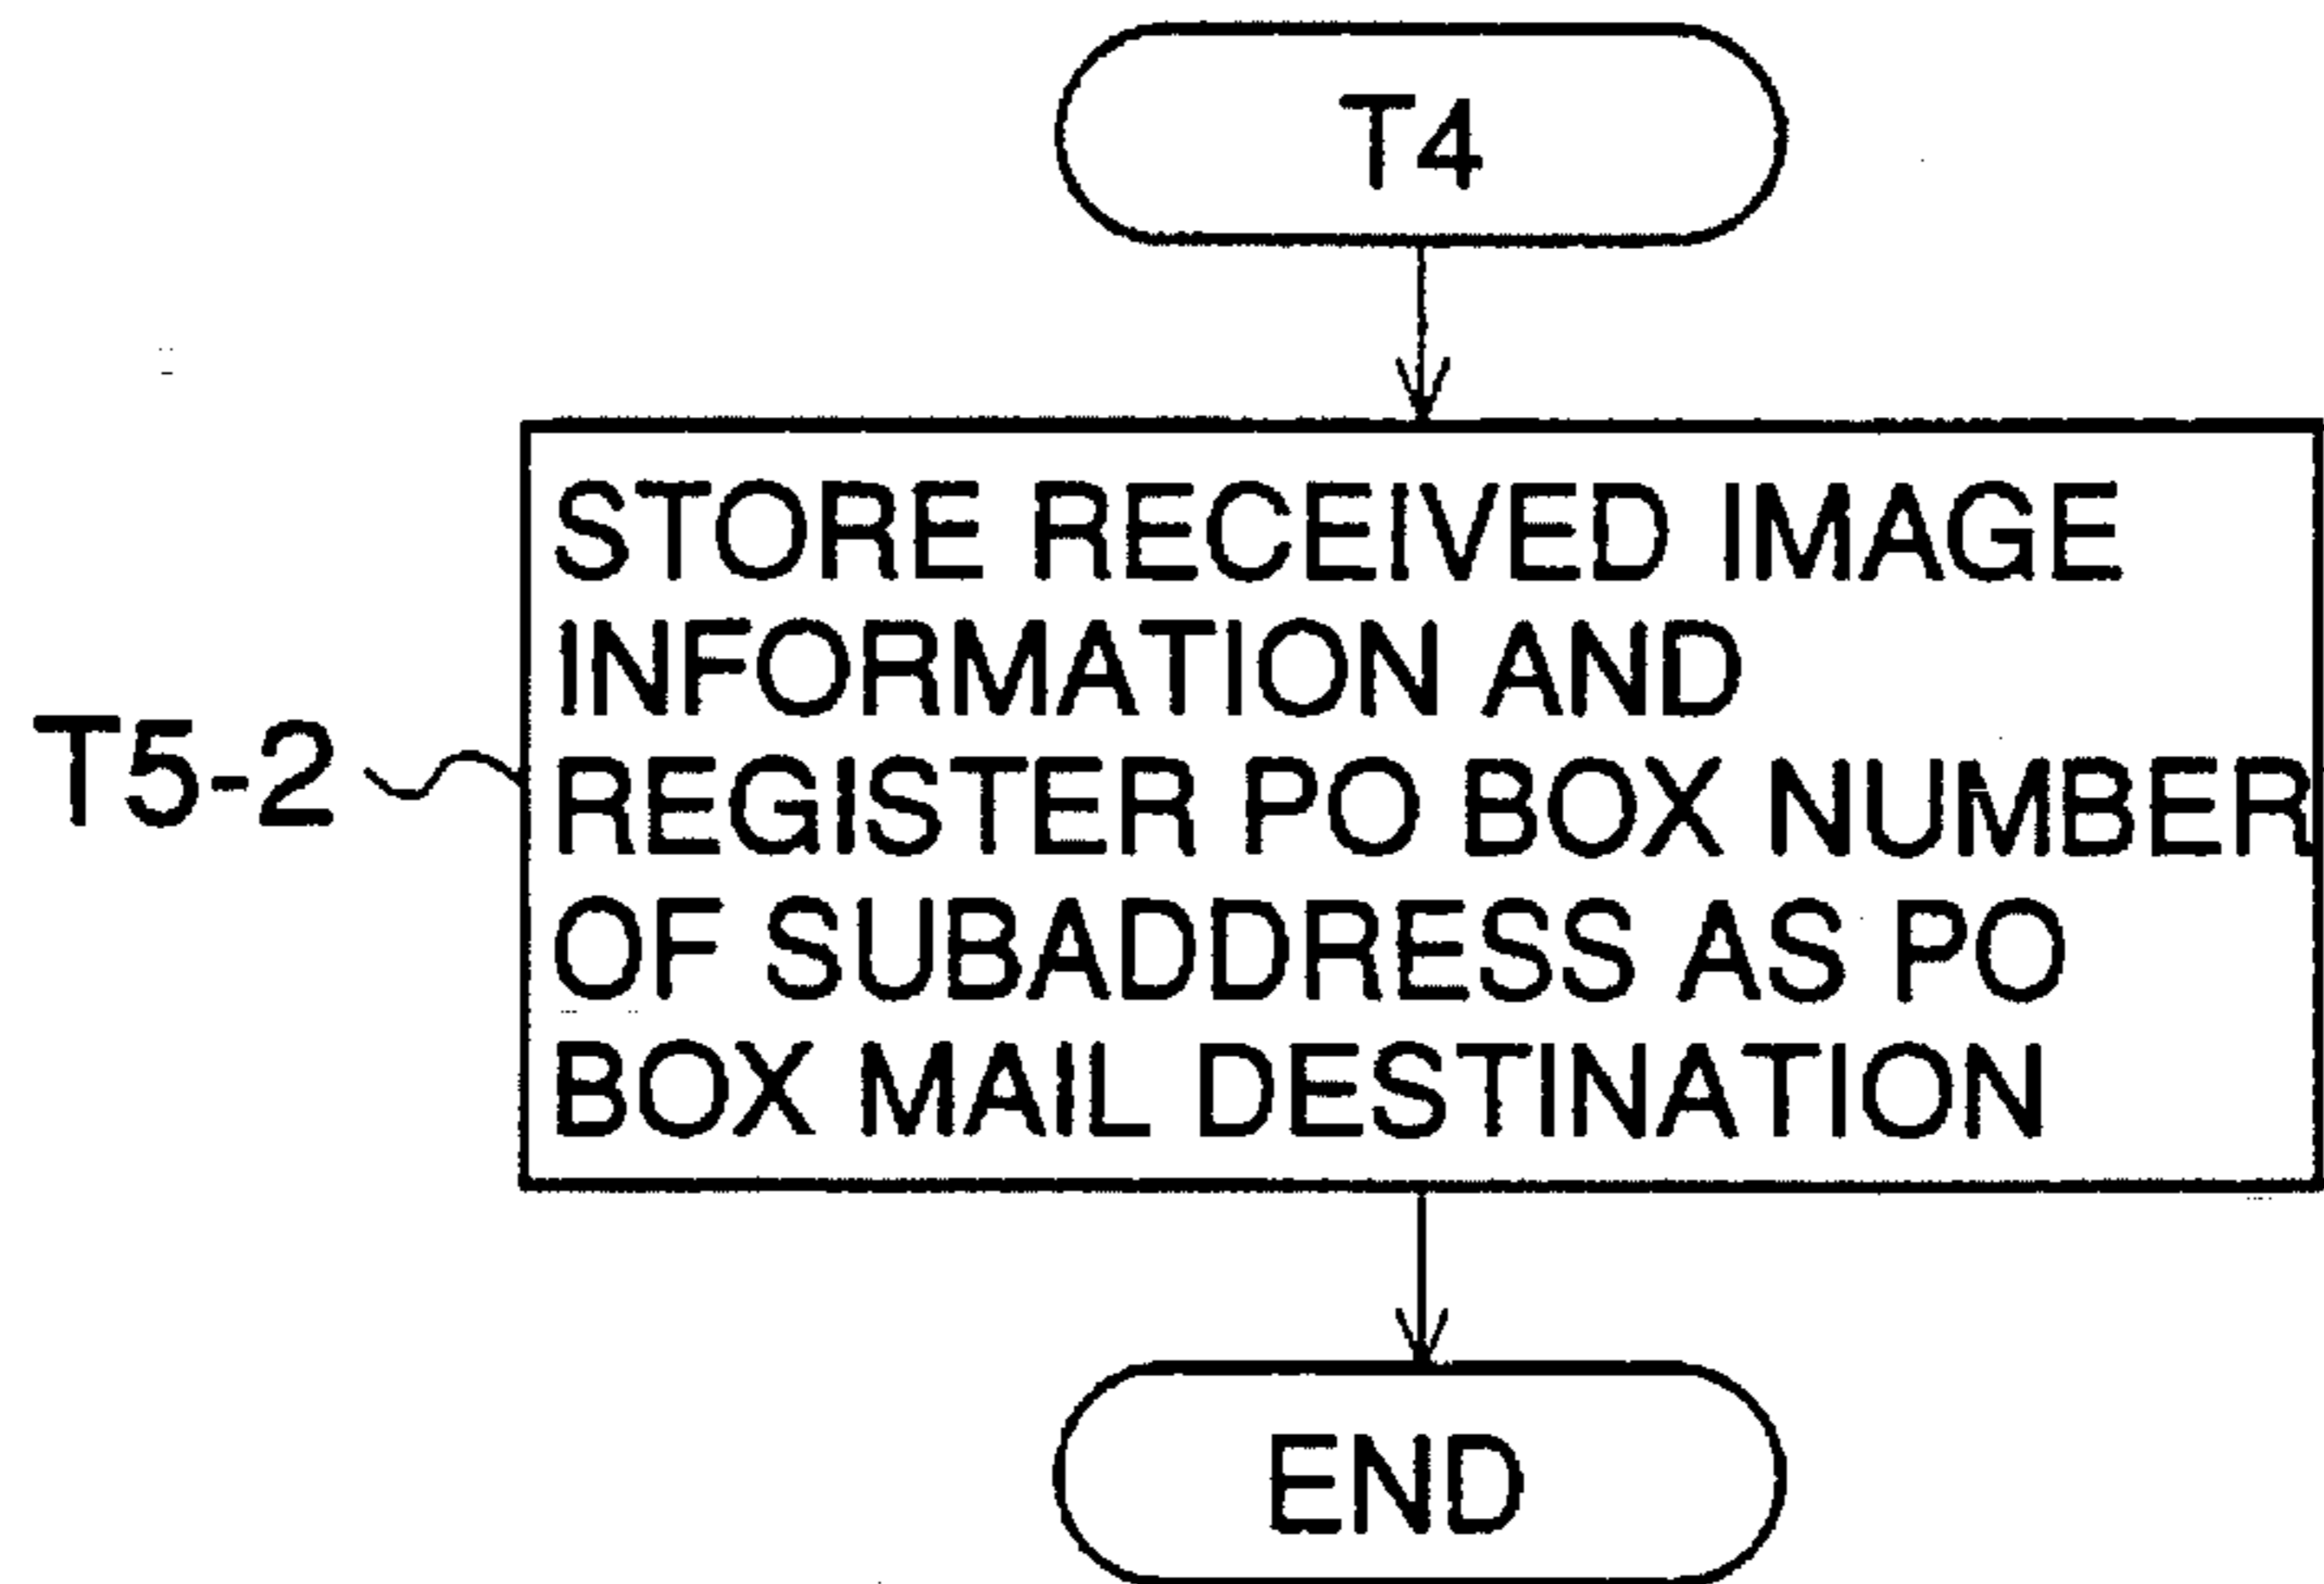 T4
STORE RECEIVED IMAGE
INFORMATION AND
REGISTER PO BOX NUMBER
OF SUBADDRESS AS PO
BOX MAIL DESTINATION
T5-2
END